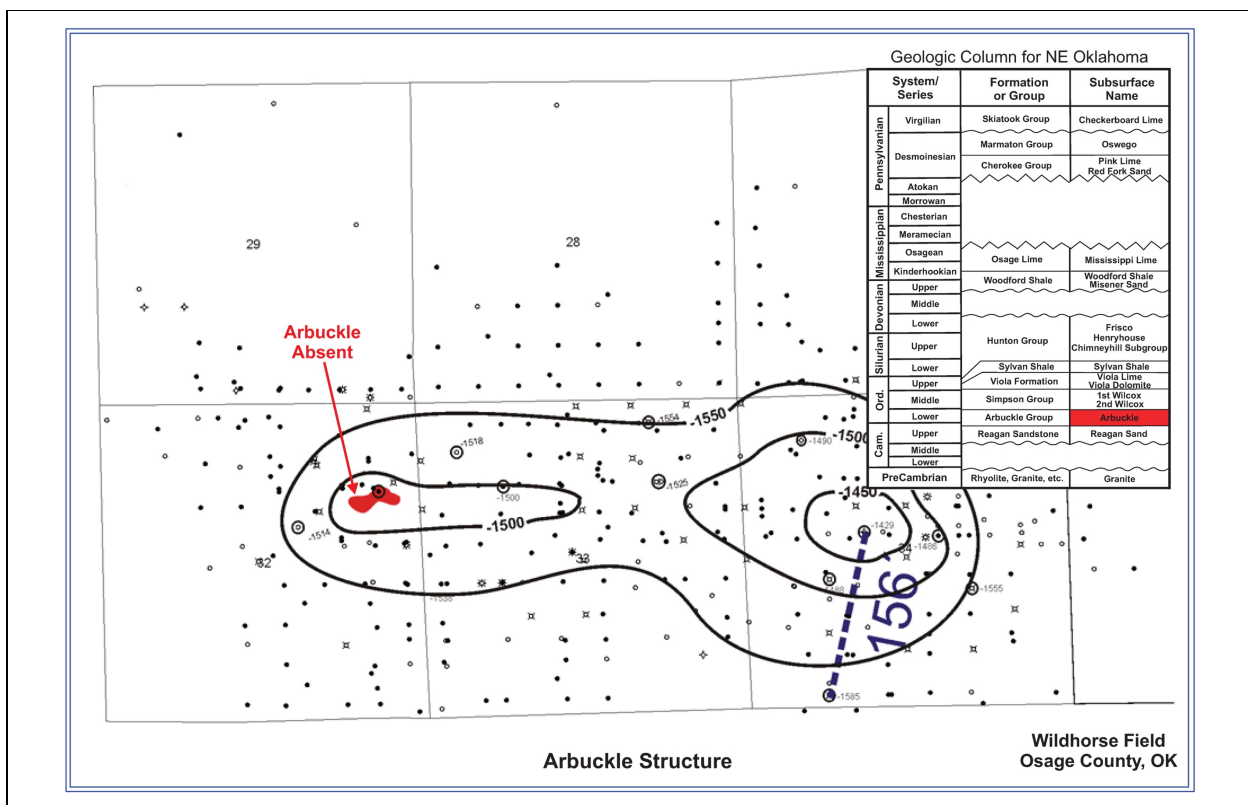 Geologic Column for NE Oklahoma
System/
Series
Formation
or Group
Subsurface
Name
Pennsylvanian
Virgilian
Skiatook Group
Checkerboard Lime
Desmoinesian
Marmaton Group
Oswego
Cherokee Group
Pink Lime
Red Fork Sand
Atokan
Morrowan
Mississippian
Chesterian
Meramecian
Osagean
Osage Lime
Mississippi Lime
Kinderhookian
Woodford Shale
Woodford Shale
Misener Sand
Devonian
Upper
Middle
Lower
Hunton Group
Frisco
Henryhouse
Chimneyhill Subgroup
Silurian
Upper
Lower
Sylvan Shale
Sylvan Shale
Ord.
Upper
Viola Formation
Viola Lime
Viola Dolomite
Middle
Simpson Group
1st Wilcox
2nd Wilcox
Lower
Arbuckle Group
Arbuckle
Cam.
Upper
Reagan Sandstone
Reagan Sand
Middle
Lower
PreCambrian
Rhyolite, Granite, etc.
Granite
29
28
Arbuckle
Absent
-1554
-1550
-1518
-1490
-1500
-1525
-1500
-1450
-1514
-1500
-1429
34
-1486
32
33
-1538
-1555
156'
-1585
Arbuckle Structure
Wildhorse Field
Osage County, OK